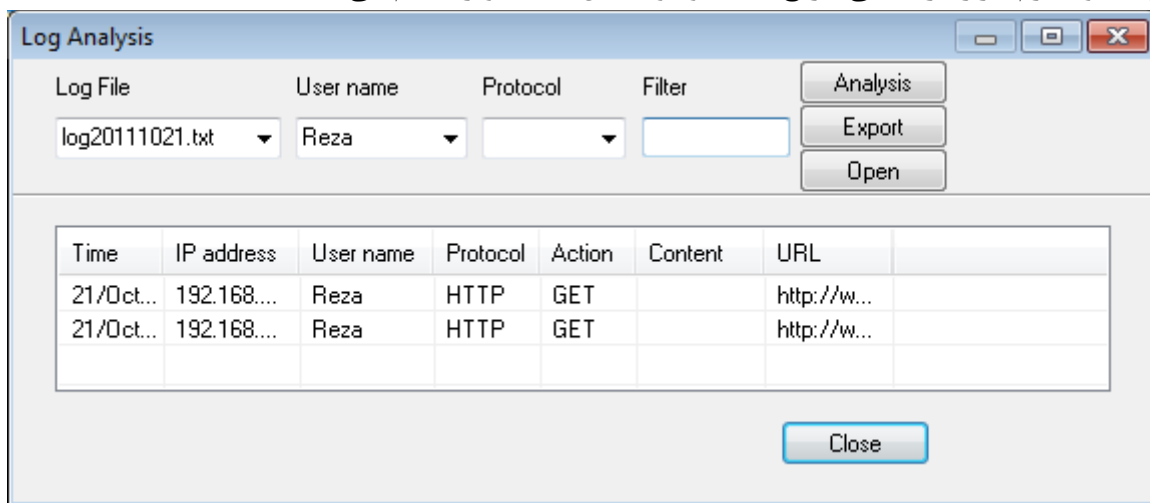 Log Analysis
Log File User name Protocol Filter Analysis
log20111021.txt Reza Export
Open
Time IP address User name Protocol Action Content URL
21/Oct... 192.168.... Reza HTTP GET http://w...
21/Oct... 192.168.... Reza HTTP GET http://w...
Close